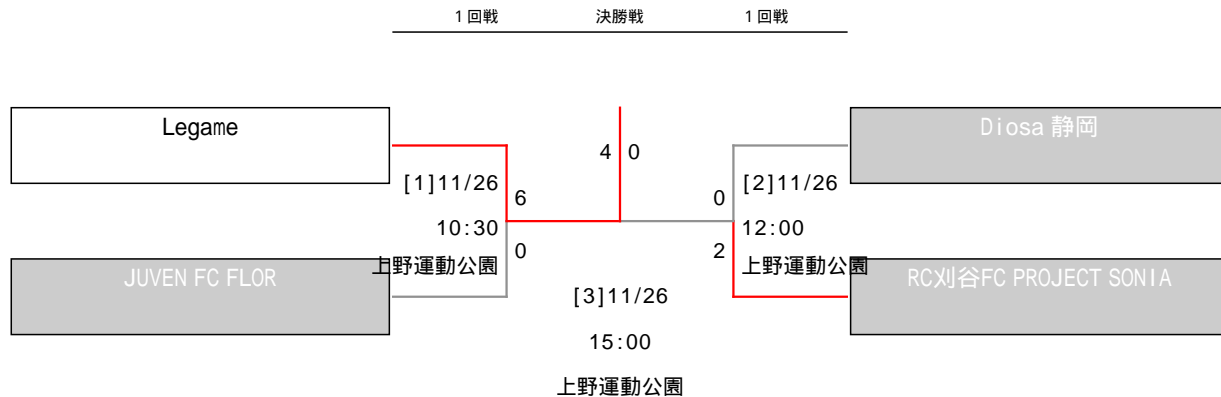 1回戦 決勝戦 1回戦
Legame
Diosa 静岡
4 0
[1]11/26
6
0
[2]11/26
10:30
0
2
12:00
上野運動公園
上野運動公園
JUVEN FC FLOR
RC刈谷FC PROJECT SONIA
[3]11/26
15:00
上野運動公園